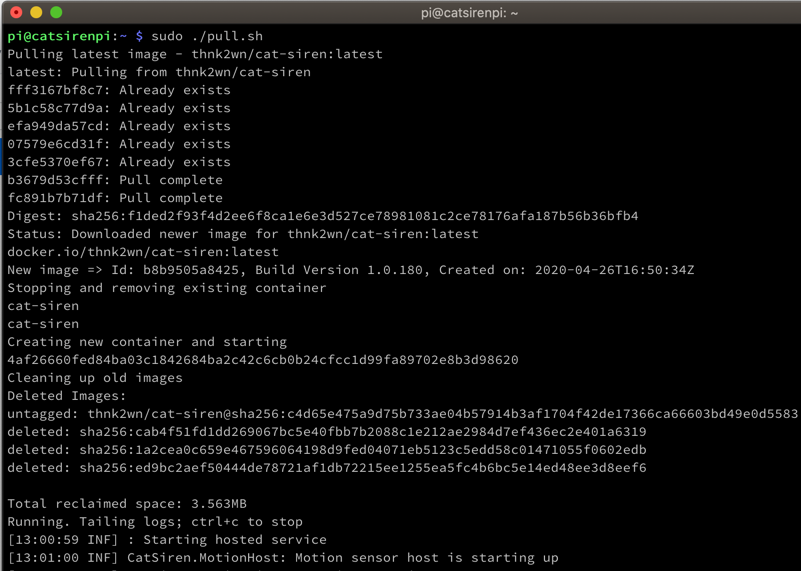 pi@catsirenpi: ~
pi@catsirenpi:~ $ sudo ./pull.sh
Pulling latest image - thnk2wn/cat-siren:latest
latest: Pulling from thnk2wn/cat-siren
fff3167bf8c7: Already exists
5b1c58c77d9a: Already exists
efa949da57cd: Already exists
07579e6cd31f: Already exists
3cfe5370ef67: Already exists
b3679d53cfff: Pull complete
fc891b7b71df: Pull complete
Digest: sha256:f1ded2f93f4d2ee6f8ca1e6e3d527ce78981081c2ce78176afa187b56b36bfb4
Status: Downloaded newer image for thnk2wn/cat-siren:latest
docker.io/thnk2wn/cat-siren:latest
New image => Id: b8b9505a8425, Build Version 1.0.180, Created on: 2020-04-26T16:50:34Z
Stopping and removing existing container
cat-siren
cat-siren
Creating new container and starting
4af26660fed84ba03c1842684ba2c42c6cb0b24cfcc1d99fa89702e8b3d98620
Cleaning up old images
Deleted Images:
untagged: thnk2wn/cat-siren@sha256:c4d65e475a9d75b733ae04b57914b3af1704f42de17366ca66603bd49e0d5583
deleted: sha256:cab4f51fd1dd269067bc5e40fbb7b2088c1e212ae2984d7ef436ec2e401a6319
deleted: sha256:1a2cea0c659e467596064198d9fed04071eb5123c5edd58c01471055f0602edb
deleted: sha256:ed9bc2aef50444de78721af1db72215ee1255ea5fc4b6bc5e14ed48ee3d8eef6
Total reclaimed space: 3.563MB
Running. Tailing logs; ctrl+c to stop
[13:00:59 INF] : Starting hosted service
[13:01:00 INF] CatSiren.MotionHost: Motion sensor host is starting up